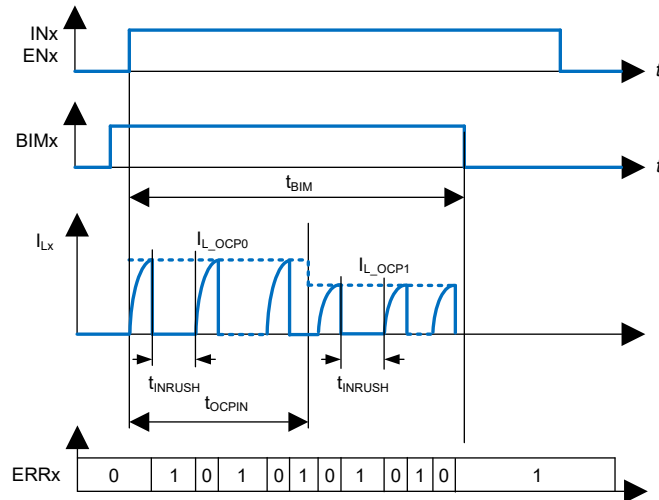 INx
ENx
t
BIMx
t
tBIM
ILx
IL_OCP0
IL_OCP1
tINRUSH
tINRUSH
tOCPIN
ERRx 0 1 0 1 0 1 0 1 0 1 0 1